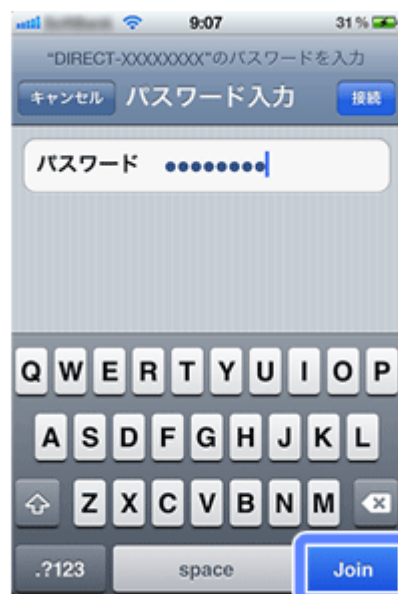 9:07 31 %
"DIRECT-XXXXXXXX"のパスワードを入力
キャンセル パスワード入力 接続
パスワード ●●●●●●●●
Q W E R T Y U I O P
A S D F G H J K L
Z X C V B N M
.?123 space Join